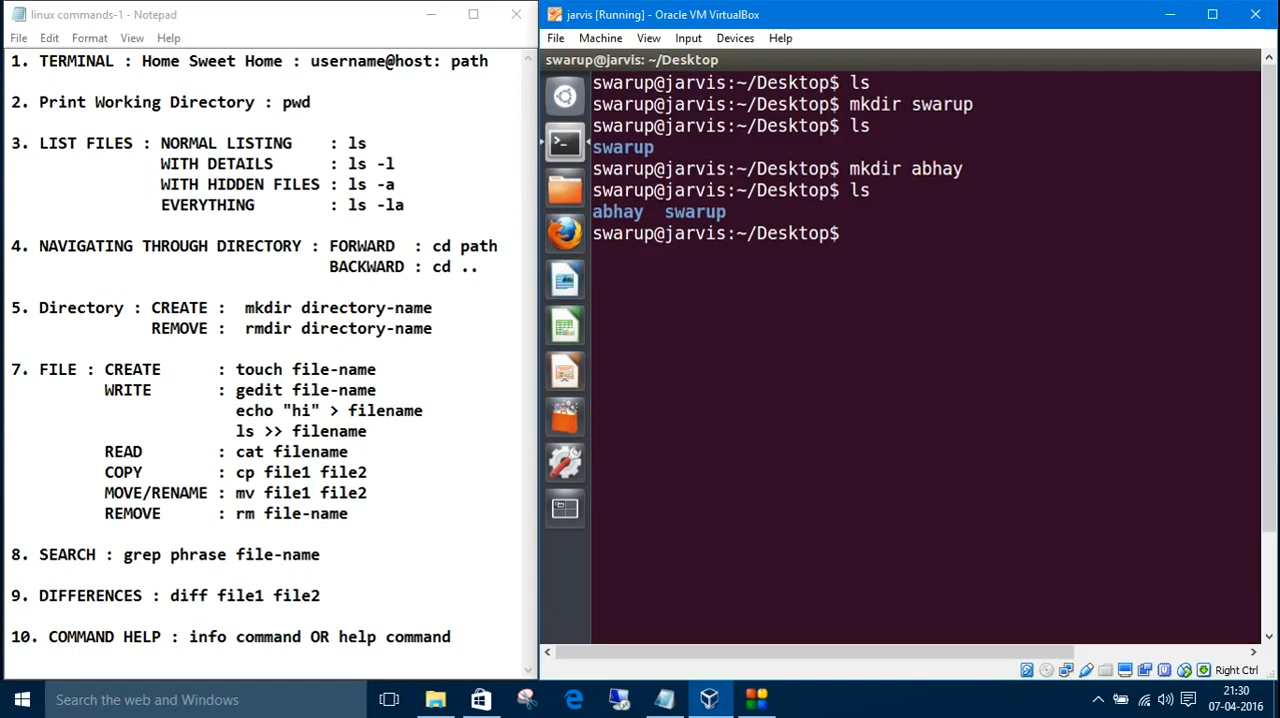 linux commands-1 - Notepad
File Edit Format View Help
1. TERMINAL : Home Sweet Home : username@host: path
2. Print Working Directory : pwd
3. LIST FILES : NORMAL LISTING : ls
WITH DETAILS : ls -l
WITH HIDDEN FILES : ls -a
EVERYTHING : ls -la
4. NAVIGATING THROUGH DIRECTORY : FORWARD : cd path
BACKWARD : cd ..
5. Directory : CREATE : mkdir directory-name
REMOVE : rmdir directory-name
7. FILE : CREATE : touch file-name
WRITE : gedit file-name
echo "hi" > filename
ls >> filename
READ : cat filename
COPY : cp file1 file2
MOVE/RENAME : mv file1 file2
REMOVE : rm file-name
8. SEARCH : grep phrase file-name
9. DIFFERENCES : diff file1 file2
10. COMMAND HELP : info command OR help command
jarvis [Running] - Oracle VM VirtualBox
File Machine View Input Devices Help
swarup@jarvis: ~/Desktop
swarup@jarvis:~/Desktop$ ls
swarup@jarvis:~/Desktop$ mkdir swarup
swarup@jarvis:~/Desktop$ ls
swarup
swarup@jarvis:~/Desktop$ mkdir abhay
swarup@jarvis:~/Desktop$ ls
abhay swarup
swarup@jarvis:~/Desktop$
Right Ctrl
Search the web and Windows
21:30
07-04-2016